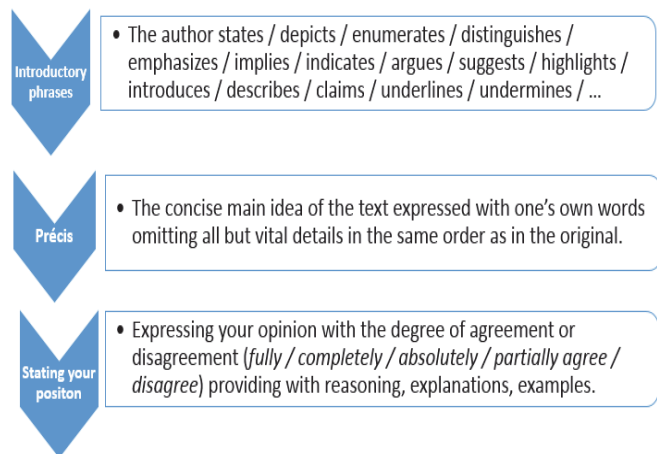 Introductory
phrases
• The author states / depicts / enumerates / distinguishes /
emphasizes / implies / indicates / argues / suggests / highlights /
introduces / describes / claims / underlines / undermines / ...
Précis
• The concise main idea of the text expressed with one's own words
omitting all but vital details in the same order as in the original.
Stating your
positon
• Expressing your opinion with the degree of agreement or
disagreement (fully / completely / absolutely / partially agree /
disagree) providing with reasoning, explanations, examples.